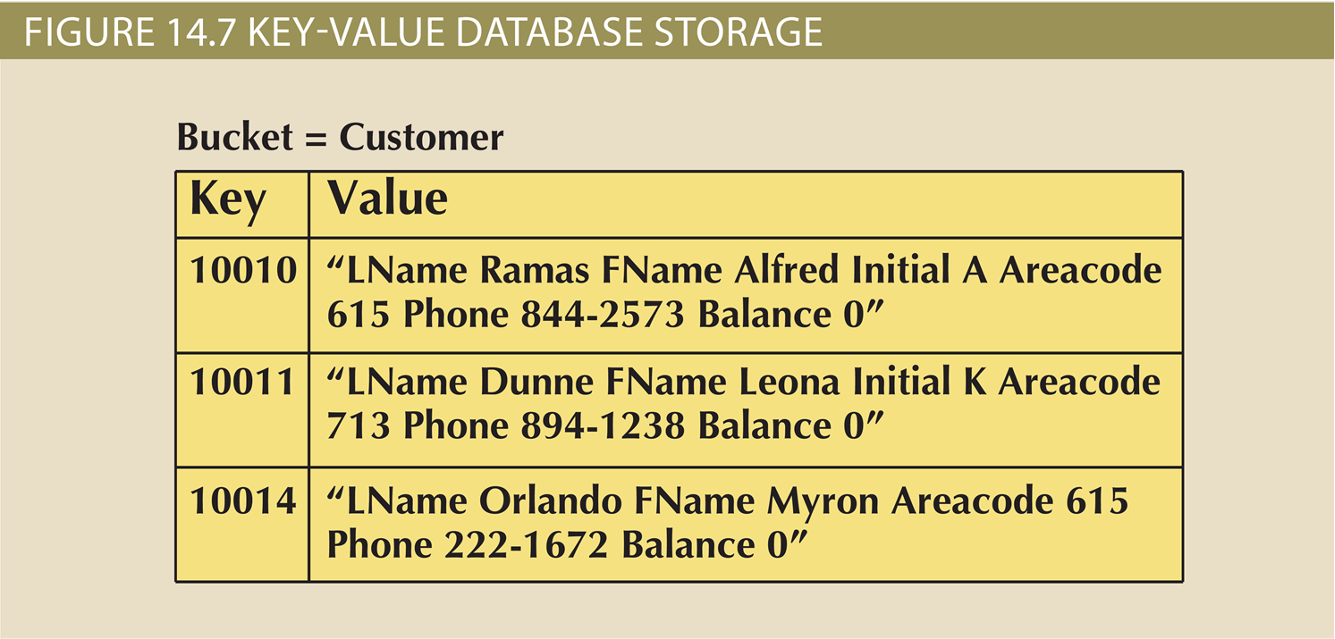 FIGURE 14.7 KEY-VALUE DATABASE STORAGE
Bucket = Customer
Key Value
10010 “LName Ramas FName Alfred Initial A Areacode
615 Phone 844-2573 Balance 0”
10011 “LName Dunne FName Leona Initial K Areacode
713 Phone 894-1238 Balance 0”
10014 “LName Orlando FName Myron Areacode 615
Phone 222-1672 Balance 0”